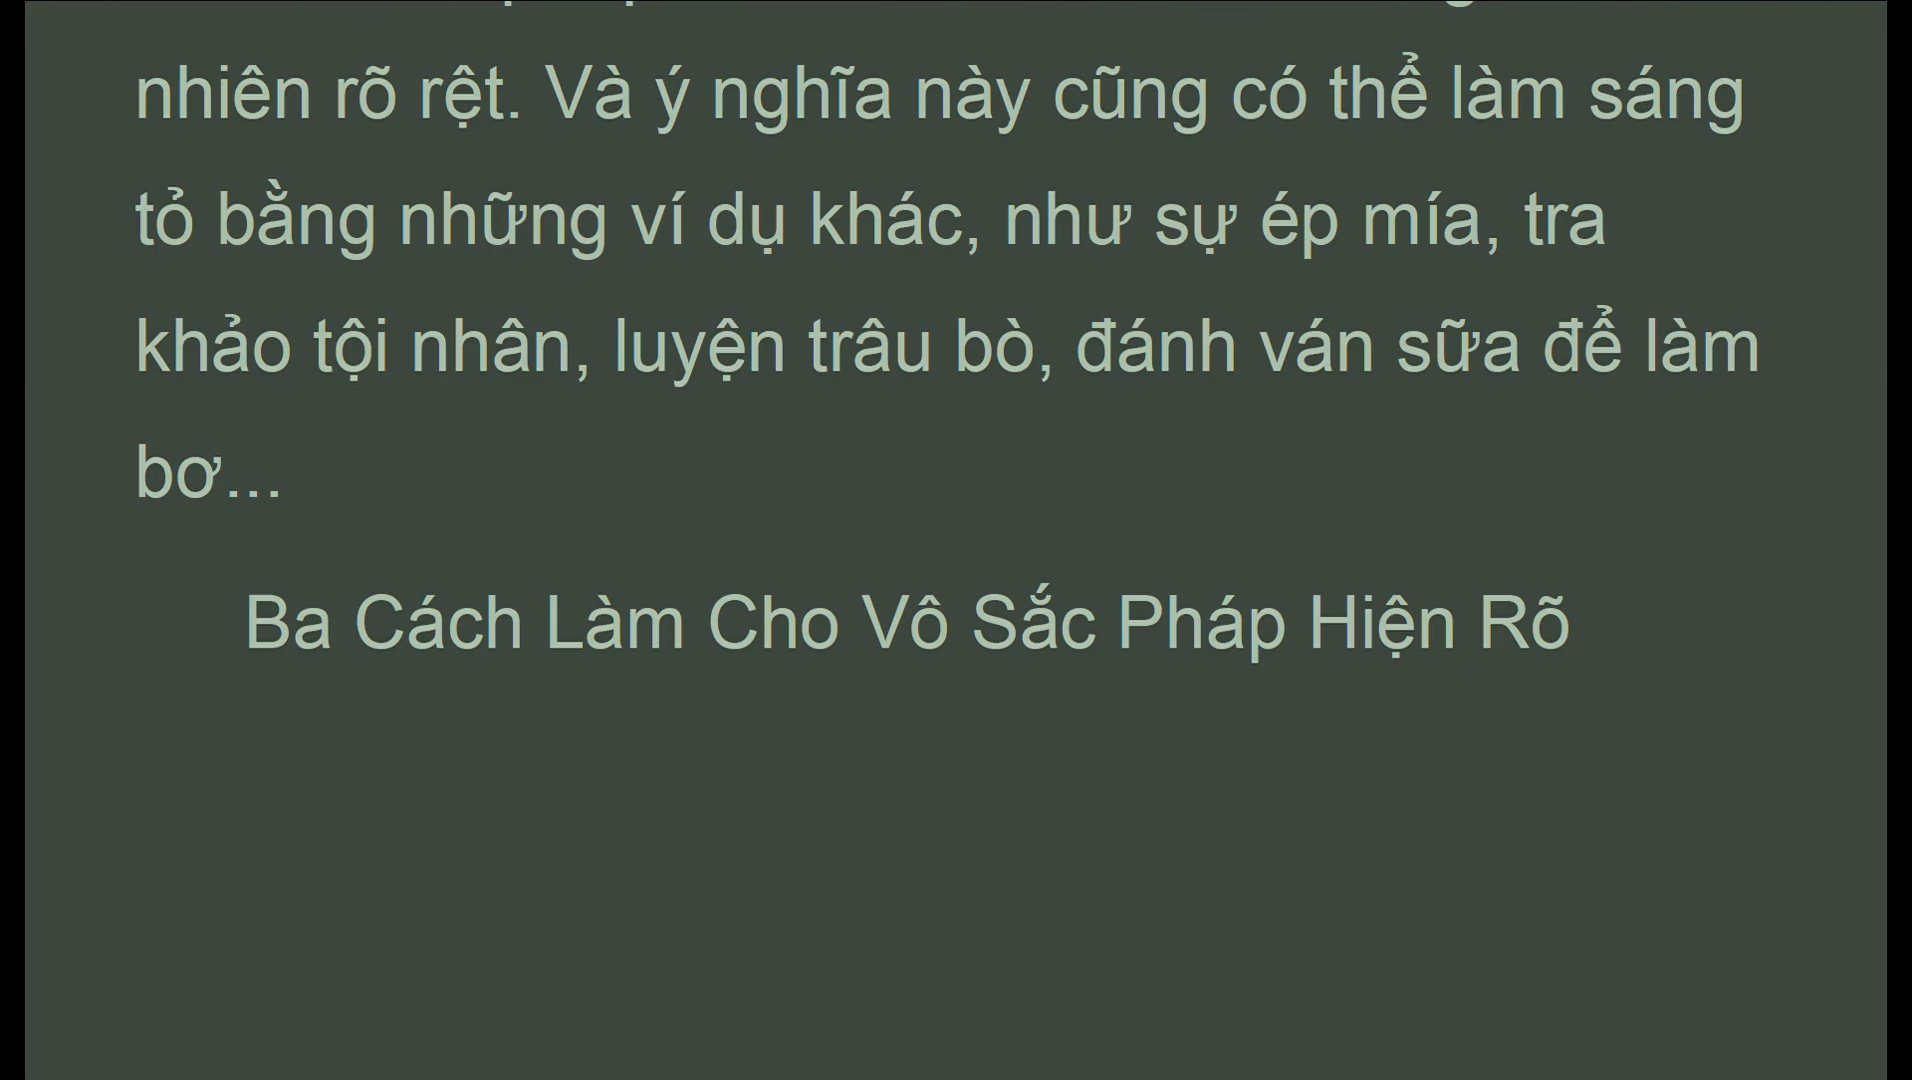 nhiên rõ rệt. Và ý nghĩa này cũng có thể làm sáng
tỏ bằng những ví dụ khác, như sự ép mía, tra
khảo tội nhân, luyện trâu bò, đánh ván sữa để làm
bơ...
Ba Cách Làm Cho Vô Sắc Pháp Hiện Rõ